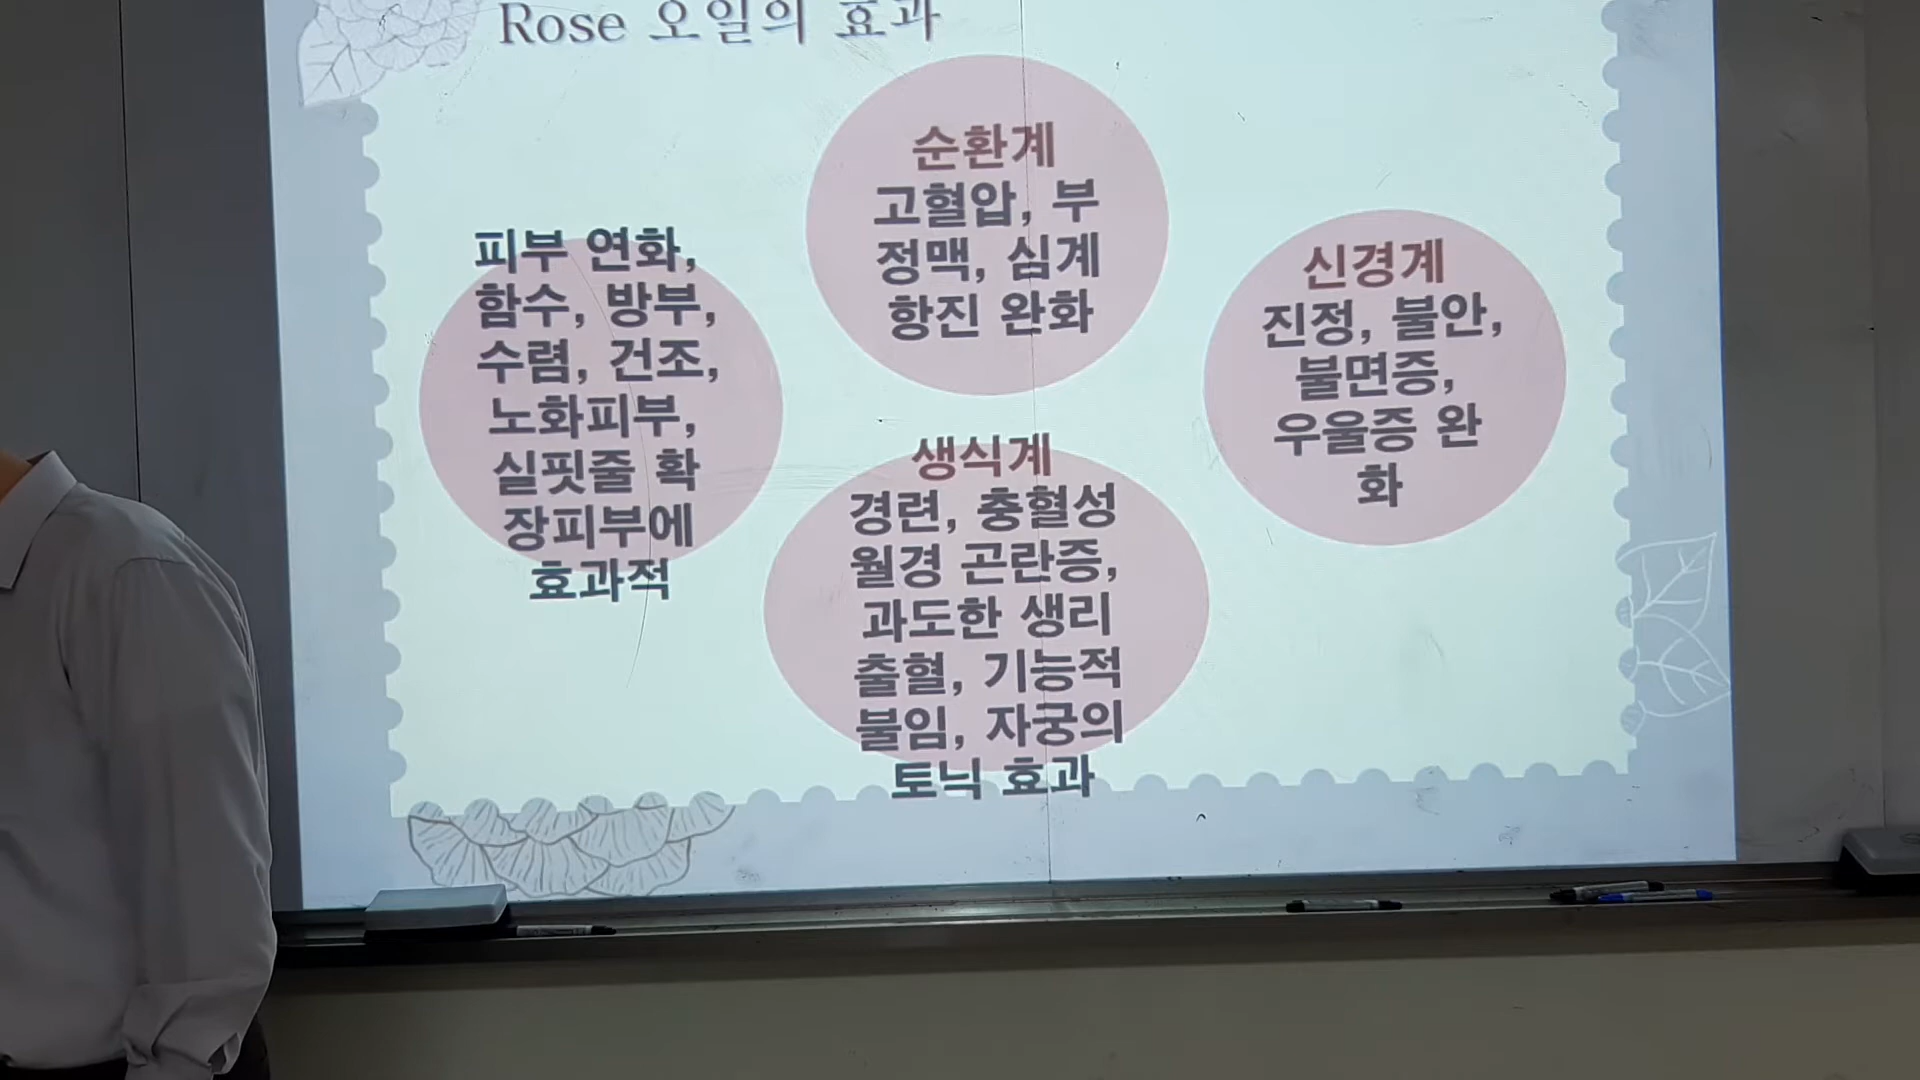 Rose 오일의 효과
순환계
고혈압, 부
정맥, 심계
항진 완화
피부 연화,
함수, 방부,
수렴, 건조,
노화피부,
실핏줄 확
장피부에
효과적
신경계
진정, 불안,
불면증,
우울증 완
화
생식계
경련, 충혈성
월경 곤란증,
과도한 생리
출혈, 기능적
불임, 자궁의
토닉 효과